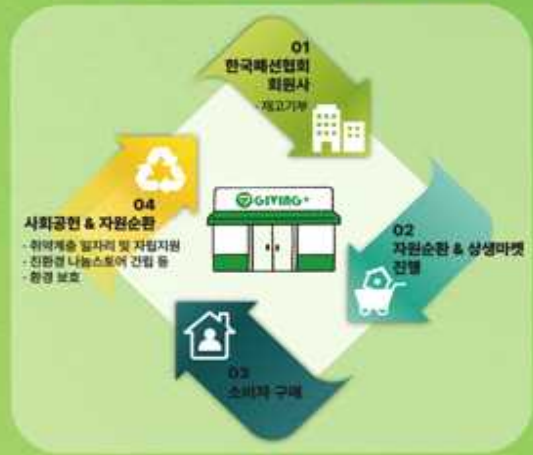 01
한국패션협회
회원사
- 재고기부
GIVING+
02
자원순환 & 상생마켓
진행
03
소비자 구매
04
사회공헌 & 자원순환
- 취약계층 일자리 및 자립지원
- 친환경 나눔스토어 건립 등
- 환경 보호